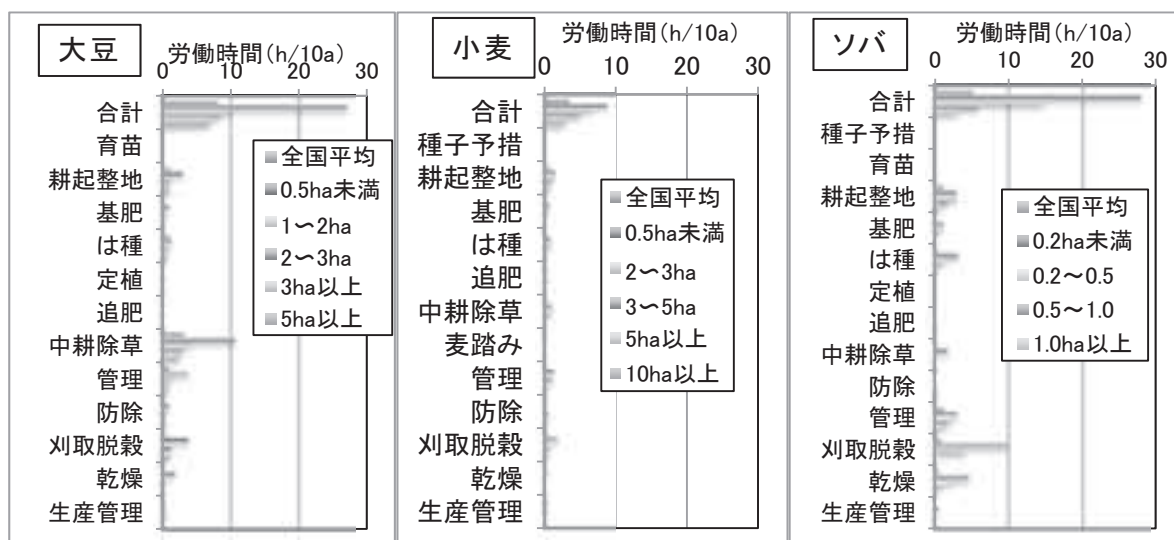 大豆
労働時間(h/10a)
0 10 20 30
合計
育苗
耕起整地
基肥
は種
定植
追肥
中耕除草
管理
防除
刈取脱穀
乾燥
生産管理
全国平均
0.5ha未満
1〜2ha
2〜3ha
3ha以上
5ha以上
小麦
労働時間(h/10a)
0 10 20 30
合計
種子予措
耕起整地
基肥
は種
追肥
中耕除草
麦踏み
管理
防除
刈取脱穀
乾燥
生産管理
全国平均
0.5ha未満
2〜3ha
3〜5ha
5ha以上
10ha以上
ソバ
労働時間(h/10a)
0 10 20 30
合計
種子予措
育苗
耕起整地
基肥
は種
定植
追肥
中耕除草
防除
管理
刈取脱穀
乾燥
生産管理
全国平均
0.2ha未満
0.2〜0.5
0.5〜1.0
1.0ha以上